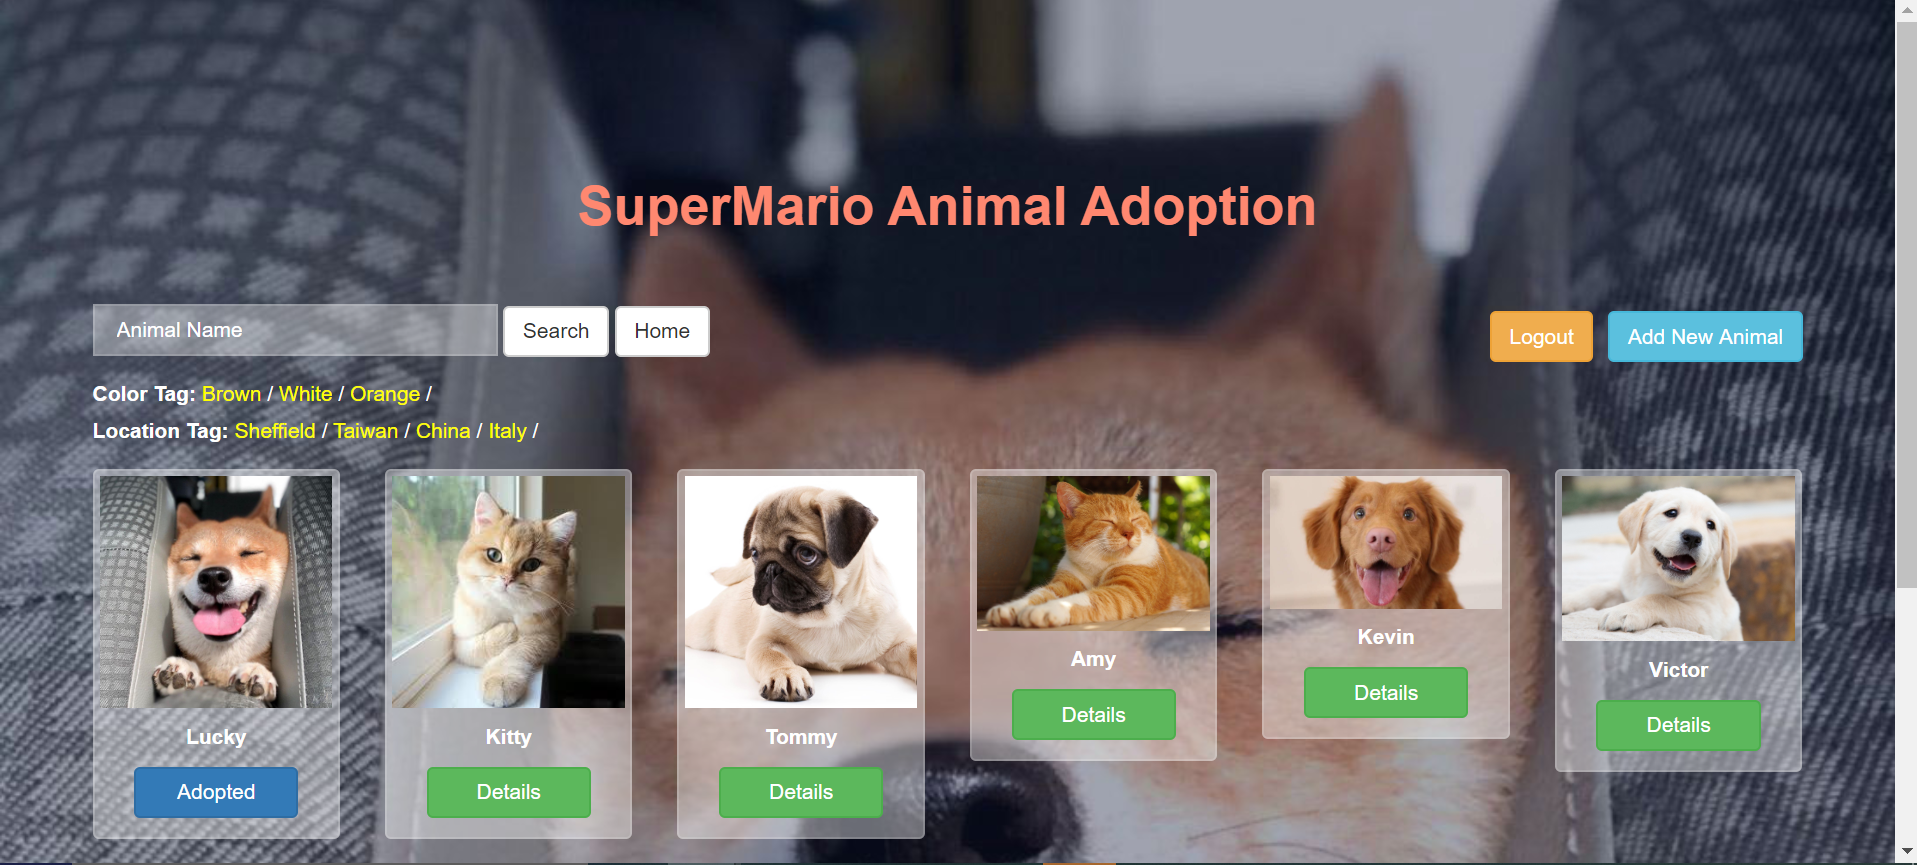 SuperMario Animal Adoption
Animal Name
Search
Home
Logout
Add New Animal
Color Tag: Brown / White / Orange /
Location Tag: Sheffield / Taiwan / China / Italy /
Lucky
Adopted
Kitty
Details
Tommy
Details
Amy
Details
Kevin
Details
Victor
Details